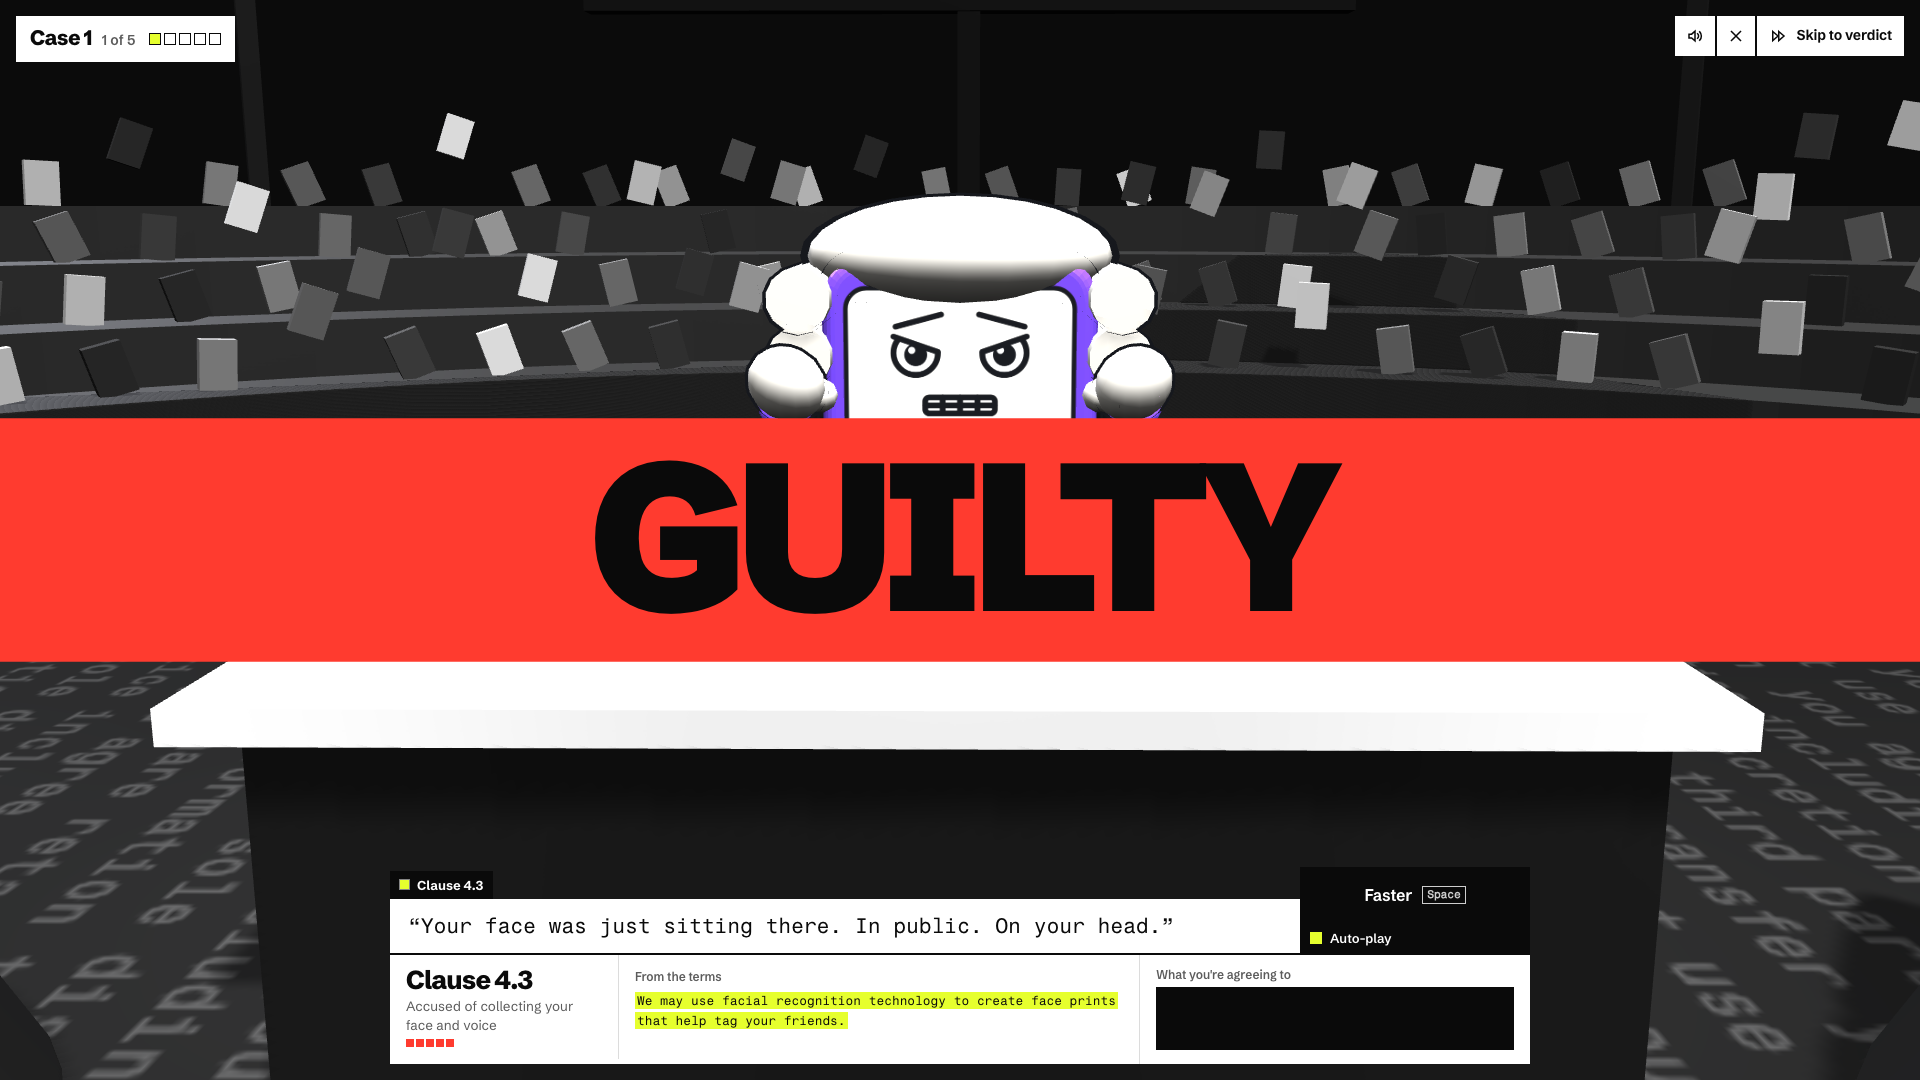 Case 1 1 of 5
Skip to verdict
GUILTY
Clause 4.3
“Your face was just sitting there. In public. On your head.”
Faster Space
Auto-play
Clause 4.3
Accused of collecting your
face and voice
From the terms
We may use facial recognition technology to create face prints
that help tag your friends.
What you're agreeing to